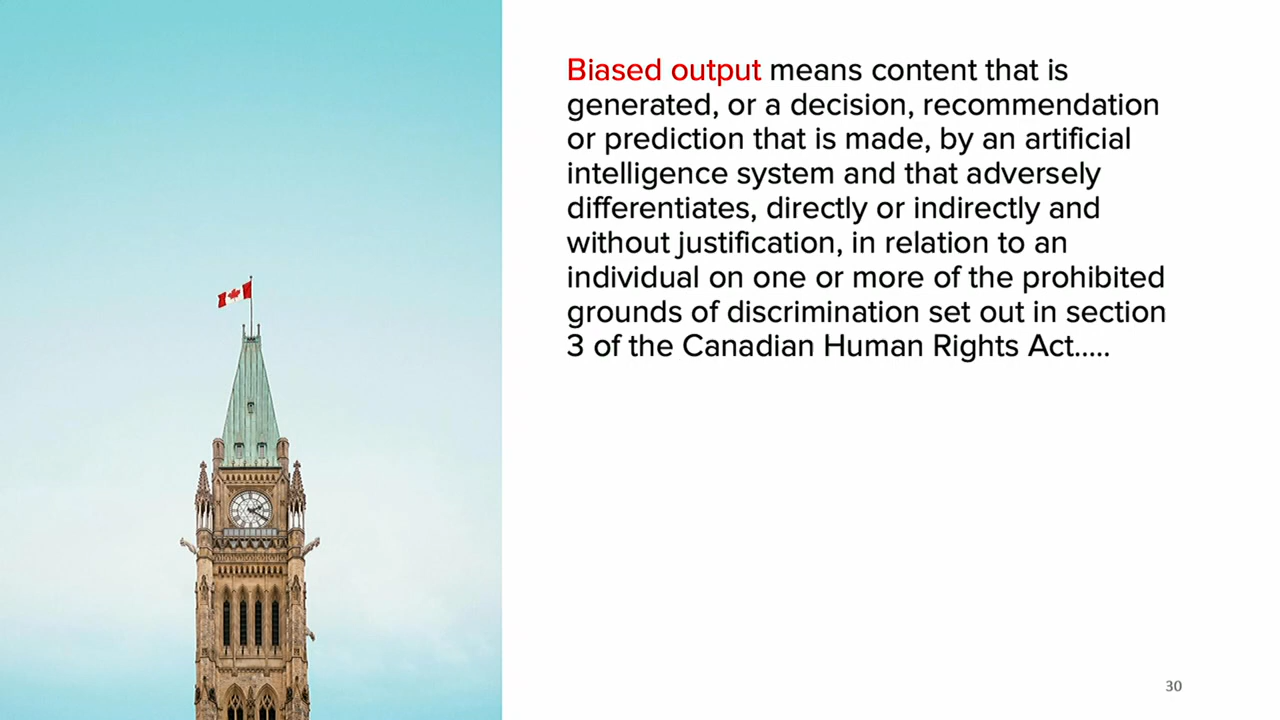 Biased output means content that is
generated, or a decision, recommendation
or prediction that is made, by an artificial
intelligence system and that adversely
differentiates, directly or indirectly and
without justification, in relation to an
individual on one or more of the prohibited
grounds of discrimination set out in section
3 of the Canadian Human Rights Act.....
30